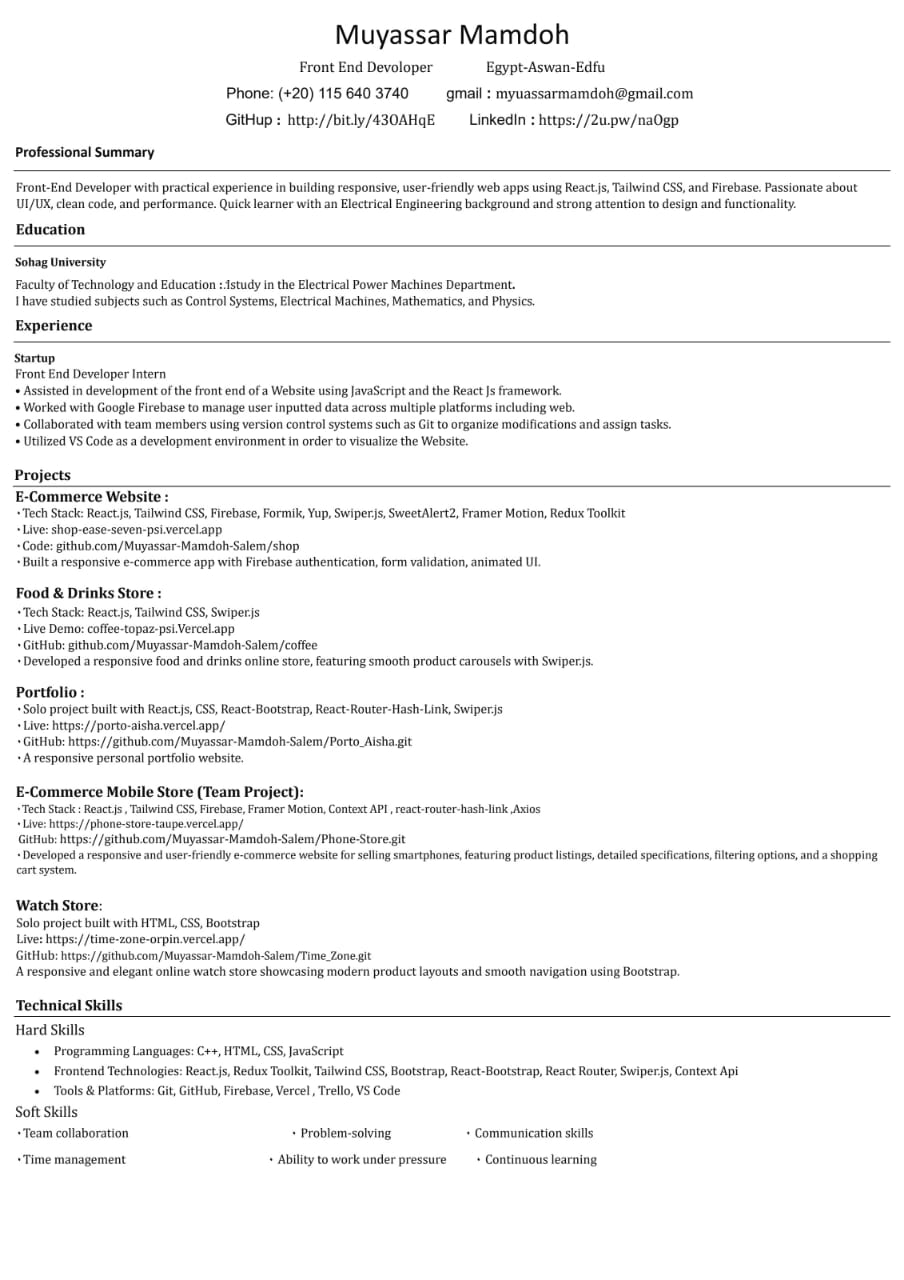 Muyassar Mamdoh
Front End Devoloper Egypt-Aswan-Edfu
Phone: (+20) 115 640 3740 gmail : myuassarmamdoh@gmail.com
GitHup : http://bit.ly/43OAHqE LinkedIn : https://2u.pw/naOgp
Professional Summary
Front-End Developer with practical experience in building responsive, user-friendly web apps using React.js, Tailwind CSS, and Firebase. Passionate about
UI/UX, clean code, and performance. Quick learner with an Electrical Engineering background and strong attention to design and functionality.
Education
Sohag University
Faculty of Technology and Education : .Istudy in the Electrical Power Machines Department.
I have studied subjects such as Control Systems, Electrical Machines, Mathematics, and Physics.
Experience
Startup
Front End Developer Intern
• Assisted in development of the front end of a Website using JavaScript and the React Js framework.
• Worked with Google Firebase to manage user inputted data across multiple platforms including web.
• Collaborated with team members using version control systems such as Git to organize modifications and assign tasks.
• Utilized VS Code as a development environment in order to visualize the Website.
Projects
E-Commerce Website :
· Tech Stack: React.js, Tailwind CSS, Firebase, Formik, Yup, Swiper.js, SweetAlert2, Framer Motion, Redux Toolkit
· Live: shop-ease-seven-psi.vercel.app
· Code: github.com/Muyassar-Mamdoh-Salem/shop
· Built a responsive e-commerce app with Firebase authentication, form validation, animated UI.
Food & Drinks Store :
· Tech Stack: React.js, Tailwind CSS, Swiper.js
· Live Demo: coffee-topaz-psi.Vercel.app
· GitHub: github.com/Muyassar-Mamdoh-Salem/coffee
· Developed a responsive food and drinks online store, featuring smooth product carousels with Swiper.js.
Portfolio :
· Solo project built with React.js, CSS, React-Bootstrap, React-Router-Hash-Link, Swiper.js
· Live: https://porto-aisha.vercel.app/
· GitHub: https://github.com/Muyassar-Mamdoh-Salem/Porto_Aisha.git
· A responsive personal portfolio website.
E-Commerce Mobile Store (Team Project):
· Tech Stack : React.js , Tailwind CSS, Firebase, Framer Motion, Context API , react-router-hash-link ,Axios
· Live: https://phone-store-taupe.vercel.app/
GitHub: https://github.com/Muyassar-Mamdoh-Salem/Phone-Store.git
· Developed a responsive and user-friendly e-commerce website for selling smartphones, featuring product listings, detailed specifications, filtering options, and a shopping
cart system.
Watch Store:
Solo project built with HTML, CSS, Bootstrap
Live: https://time-zone-orpin.vercel.app/
GitHub: https://github.com/Muyassar-Mamdoh-Salem/Time_Zone.git
A responsive and elegant online watch store showcasing modern product layouts and smooth navigation using Bootstrap.
Technical Skills
Hard Skills
• Programming Languages: C++, HTML, CSS, JavaScript
• Frontend Technologies: React.js, Redux Toolkit, Tailwind CSS, Bootstrap, React-Bootstrap, React Router, Swiper.js, Context Api
• Tools & Platforms: Git, GitHub, Firebase, Vercel , Trello, VS Code
Soft Skills
· Team collaboration · Problem-solving · Communication skills
· Time management · Ability to work under pressure · Continuous learning